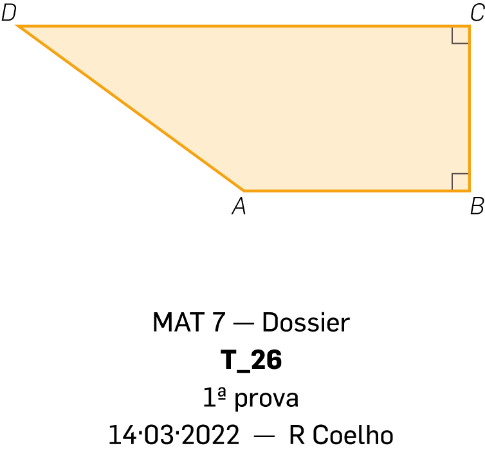 D C
A B
MAT 7 — Dossier
T_26
1ª prova
14·03·2022 — R Coelho